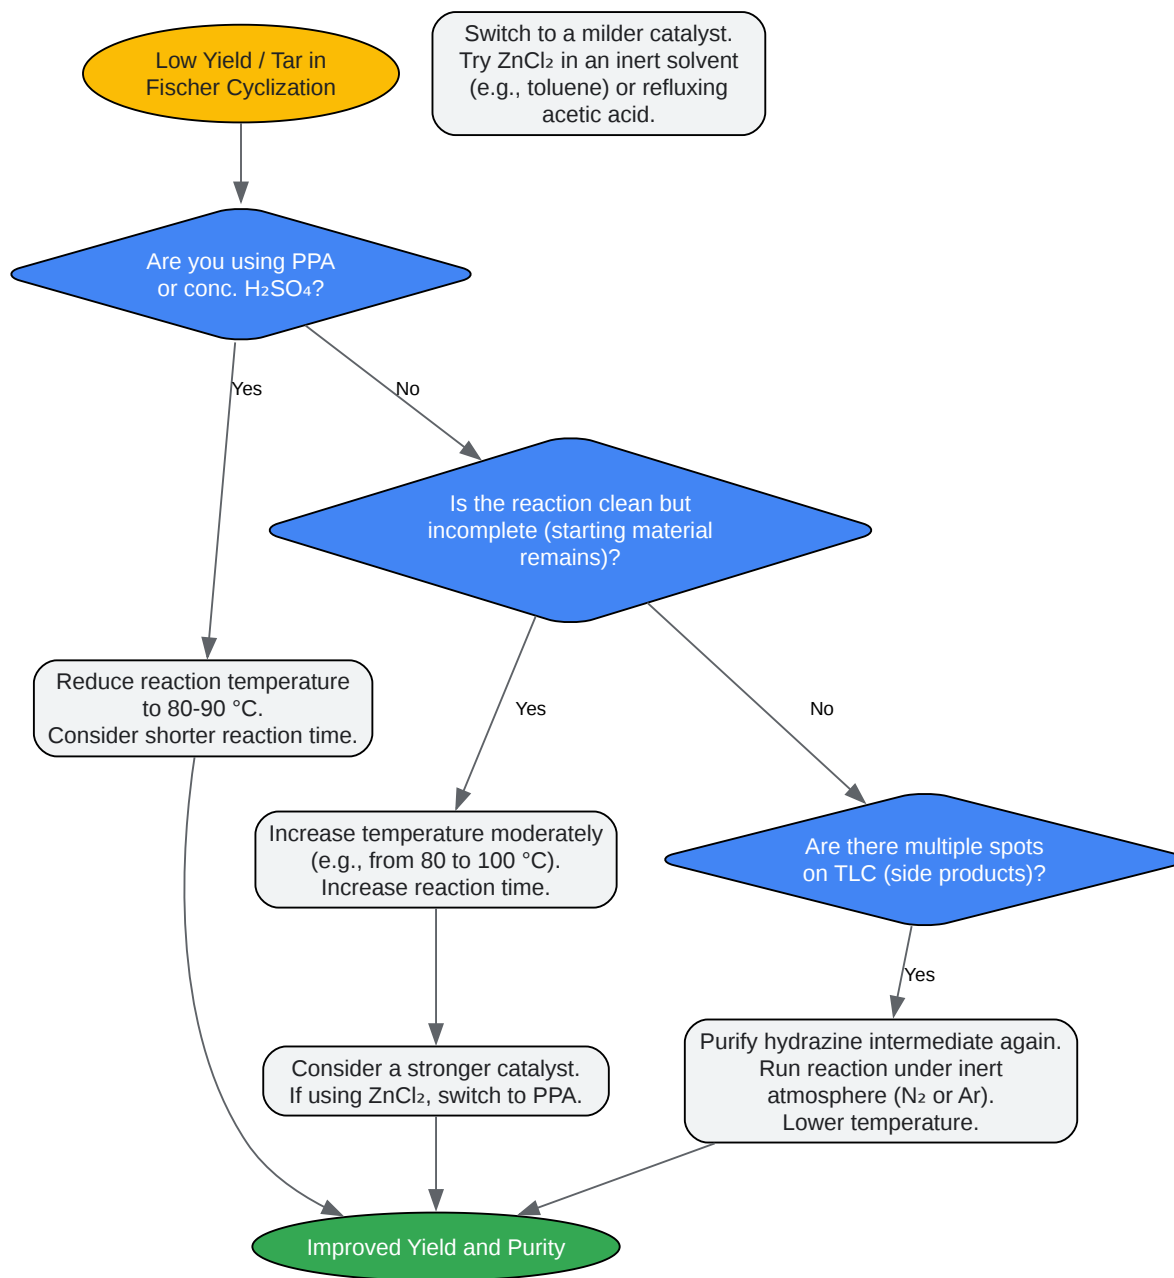 Low Yield / Tar in
Fischer Cyclization
Switch to a milder catalyst.
Try ZnCl₂ in an inert solvent
(e.g., toluene) or refluxing
acetic acid.
Are you using PPA
or conc. H₂SO₄?
Yes
No
Is the reaction clean but
incomplete (starting material
remains)?
Reduce reaction temperature
to 80-90 °C.
Consider shorter reaction time.
Yes
No
Increase temperature moderately
(e.g., from 80 to 100 °C).
Increase reaction time.
Are there multiple spots
on TLC (side products)?
Yes
Consider a stronger catalyst.
If using ZnCl₂, switch to PPA.
Purify hydrazine intermediate again.
Run reaction under inert
atmosphere (N₂ or Ar).
Lower temperature.
Improved Yield and Purity